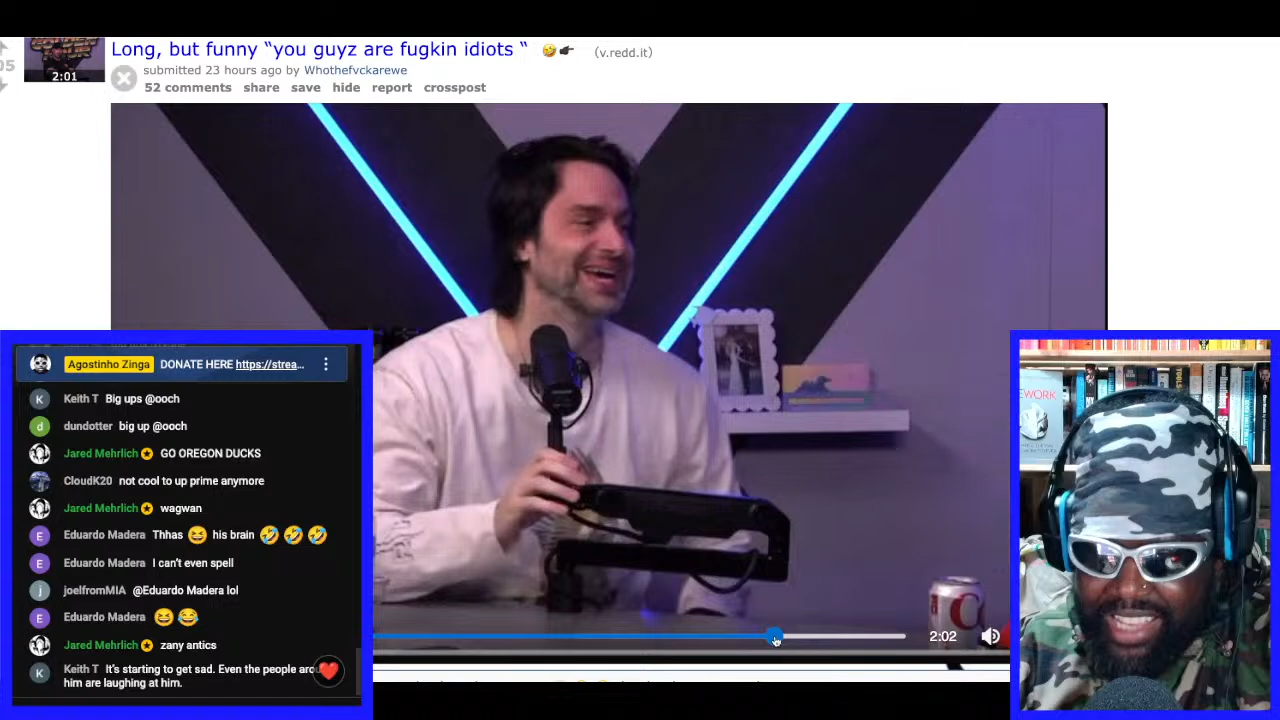 Long, but funny “you guyz are fugkin idiots “ 🤣👉 (v.redd.it)
05
2:01
submitted 23 hours ago by Whothefvckarewe
52 comments share save hide report crosspost
Agostinho Zinga DONATE HERE https://strea...
K Keith T Big ups @ooch
d dundotter big up @ooch
Jared Mehrlich GO OREGON DUCKS
CloudK20 not cool to up prime anymore
Jared Mehrlich wagwan
E Eduardo Madera Thhas 😆 his brain 🤣🤣🤣
E Eduardo Madera I can’t even spell
j joelfromMIA @Eduardo Madera lol
E Eduardo Madera 😆😂
Jared Mehrlich zany antics
K Keith T It’s starting to get sad. Even the people
him are laughing at him.
2:02
C
WORK
TOOLS